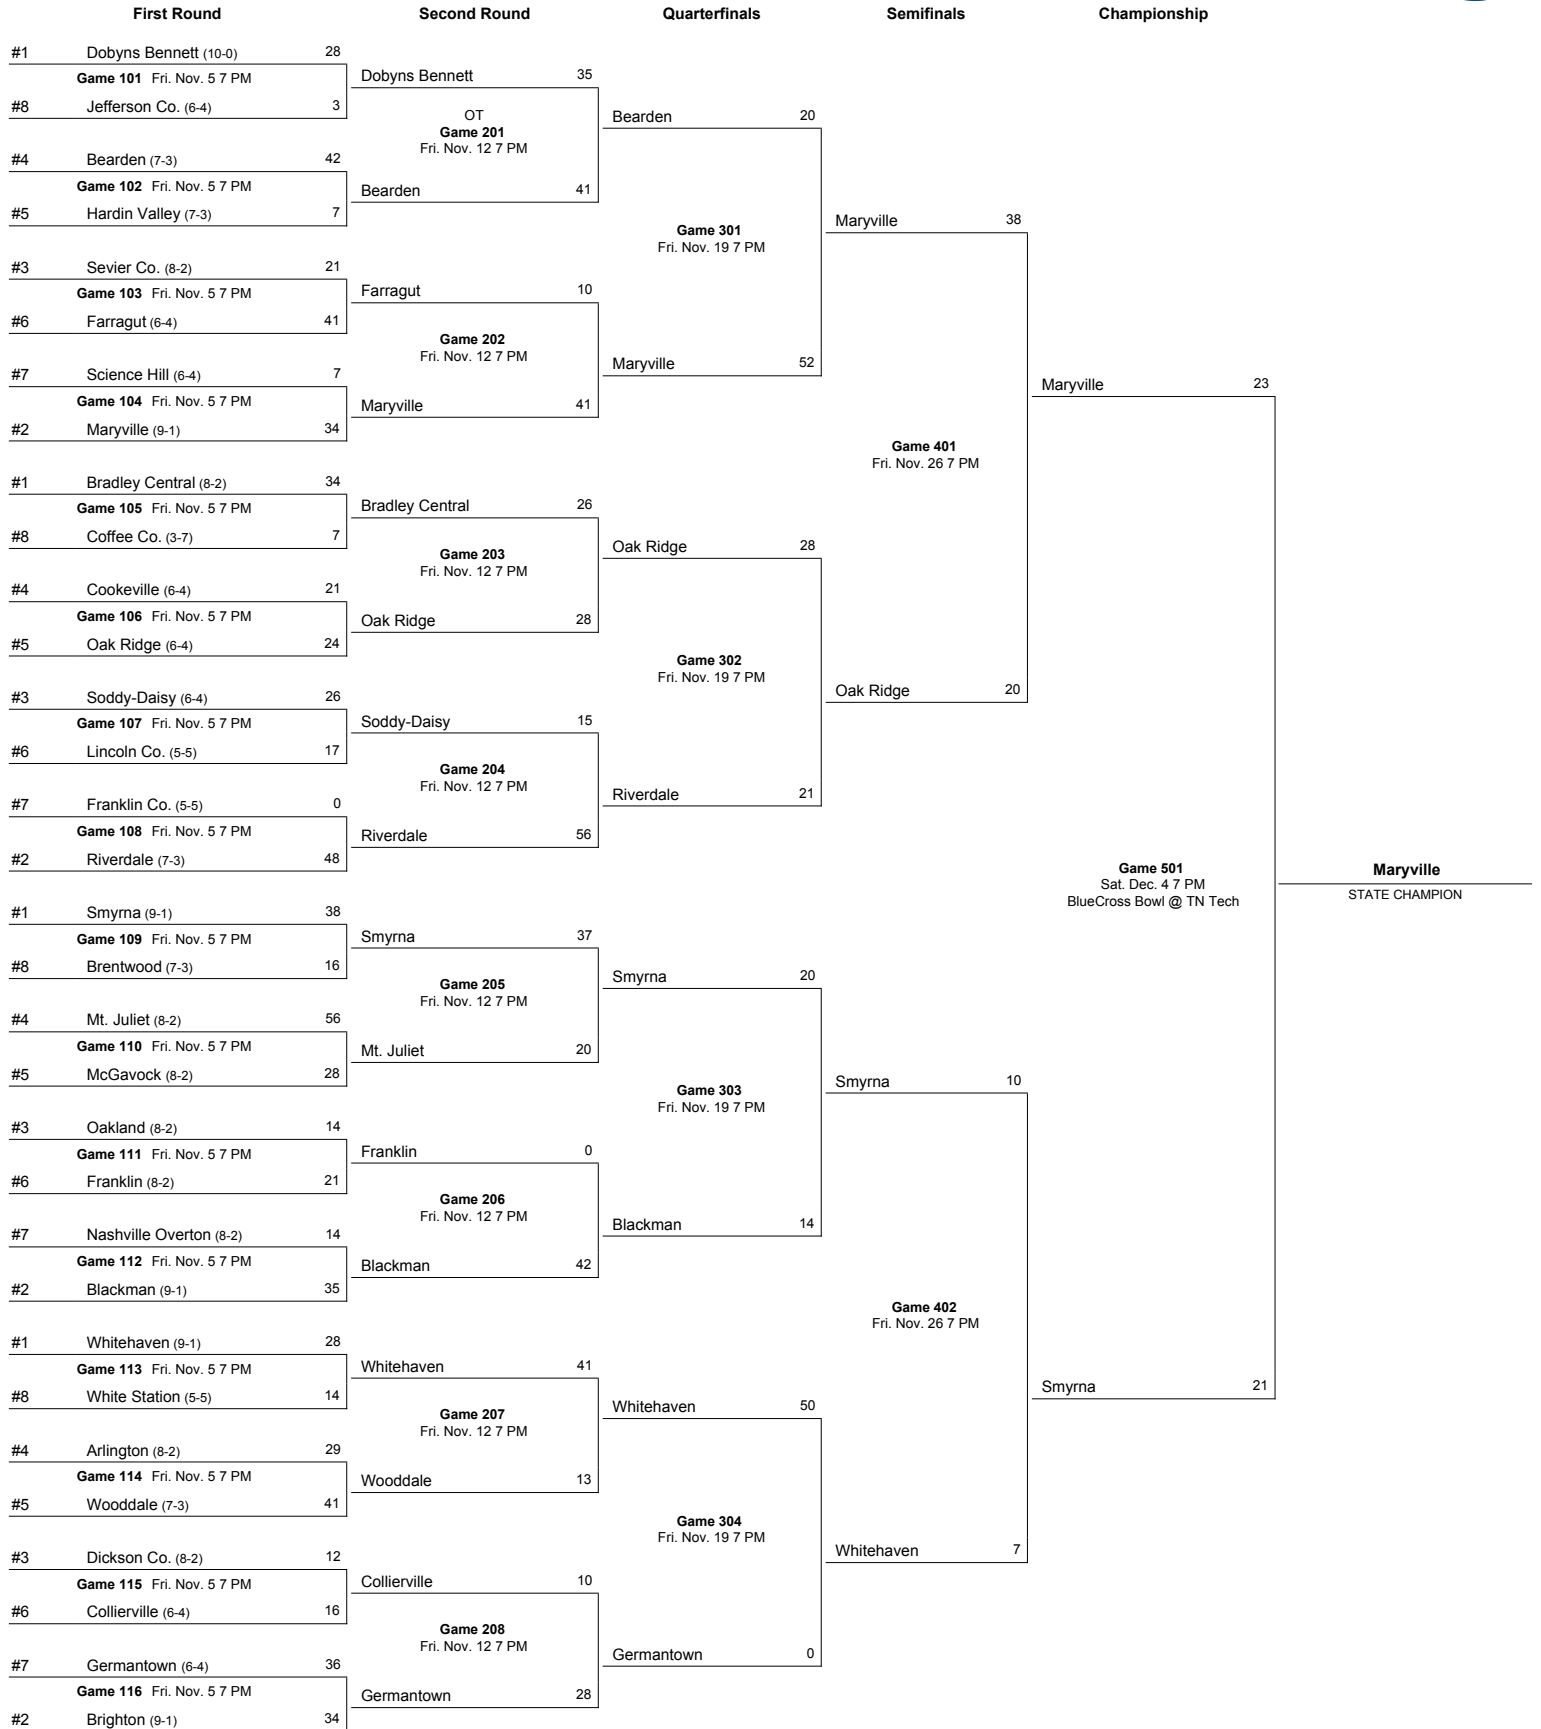 First Round Second Round Quarterfinals Semifinals Championship
#1 Dobyns Bennett (10-0) 28
Game 101 Fri. Nov. 5 7 PM
#8 Jefferson Co. (6-4) 3
#4 Bearden (7-3) 42
Game 102 Fri. Nov. 5 7 PM
#5 Hardin Valley (7-3) 7
#3 Sevier Co. (8-2) 21
Game 103 Fri. Nov. 5 7 PM
#6 Farragut (6-4) 41
#7 Science Hill (6-4) 7
Game 104 Fri. Nov. 5 7 PM
#2 Maryville (9-1) 34
#1 Bradley Central (8-2) 34
Game 105 Fri. Nov. 5 7 PM
#8 Coffee Co. (3-7) 7
#4 Cookeville (6-4) 21
Game 106 Fri. Nov. 5 7 PM
#5 Oak Ridge (6-4) 24
#3 Soddy-Daisy (6-4) 26
Game 107 Fri. Nov. 5 7 PM
#6 Lincoln Co. (5-5) 17
#7 Franklin Co. (5-5) 0
Game 108 Fri. Nov. 5 7 PM
#2 Riverdale (7-3) 48
#1 Smyrna (9-1) 38
Game 109 Fri. Nov. 5 7 PM
#8 Brentwood (7-3) 16
#4 Mt. Juliet (8-2) 56
Game 110 Fri. Nov. 5 7 PM
#5 McGavock (8-2) 28
#3 Oakland (8-2) 14
Game 111 Fri. Nov. 5 7 PM
#6 Franklin (8-2) 21
#7 Nashville Overton (8-2) 14
Game 112 Fri. Nov. 5 7 PM
#2 Blackman (9-1) 35
#1 Whitehaven (9-1) 28
Game 113 Fri. Nov. 5 7 PM
#8 White Station (5-5) 14
#4 Arlington (8-2) 29
Game 114 Fri. Nov. 5 7 PM
#5 Wooddale (7-3) 41
#3 Dickson Co. (8-2) 12
Game 115 Fri. Nov. 5 7 PM
#6 Collierville (6-4) 16
#7 Germantown (6-4) 36
Game 116 Fri. Nov. 5 7 PM
#2 Brighton (9-1) 34
Dobyns Bennett 35
OT
Game 201
Fri. Nov. 12 7 PM
Bearden 41
Farragut 10
Game 202
Fri. Nov. 12 7 PM
Maryville 41
Bradley Central 26
Game 203
Fri. Nov. 12 7 PM
Oak Ridge 28
Soddy-Daisy 15
Game 204
Fri. Nov. 12 7 PM
Riverdale 56
Smyrna 37
Game 205
Fri. Nov. 12 7 PM
Mt. Juliet 20
Franklin 0
Game 206
Fri. Nov. 12 7 PM
Blackman 42
Whitehaven 41
Game 207
Fri. Nov. 12 7 PM
Wooddale 13
Collierville 10
Game 208
Fri. Nov. 12 7 PM
Germantown 28
Bearden 20
Game 301
Fri. Nov. 19 7 PM
Maryville 52
Oak Ridge 28
Game 302
Fri. Nov. 19 7 PM
Riverdale 21
Smyrna 20
Game 303
Fri. Nov. 19 7 PM
Blackman 14
Whitehaven 50
Game 304
Fri. Nov. 19 7 PM
Germantown 0
Maryville 38
Game 401
Fri. Nov. 26 7 PM
Oak Ridge 20
Smyrna 10
Game 402
Fri. Nov. 26 7 PM
Whitehaven 7
Maryville 23
Game 501
Sat. Dec. 4 7 PM
BlueCross Bowl @ TN Tech
Smyrna 21
Maryville
STATE CHAMPION